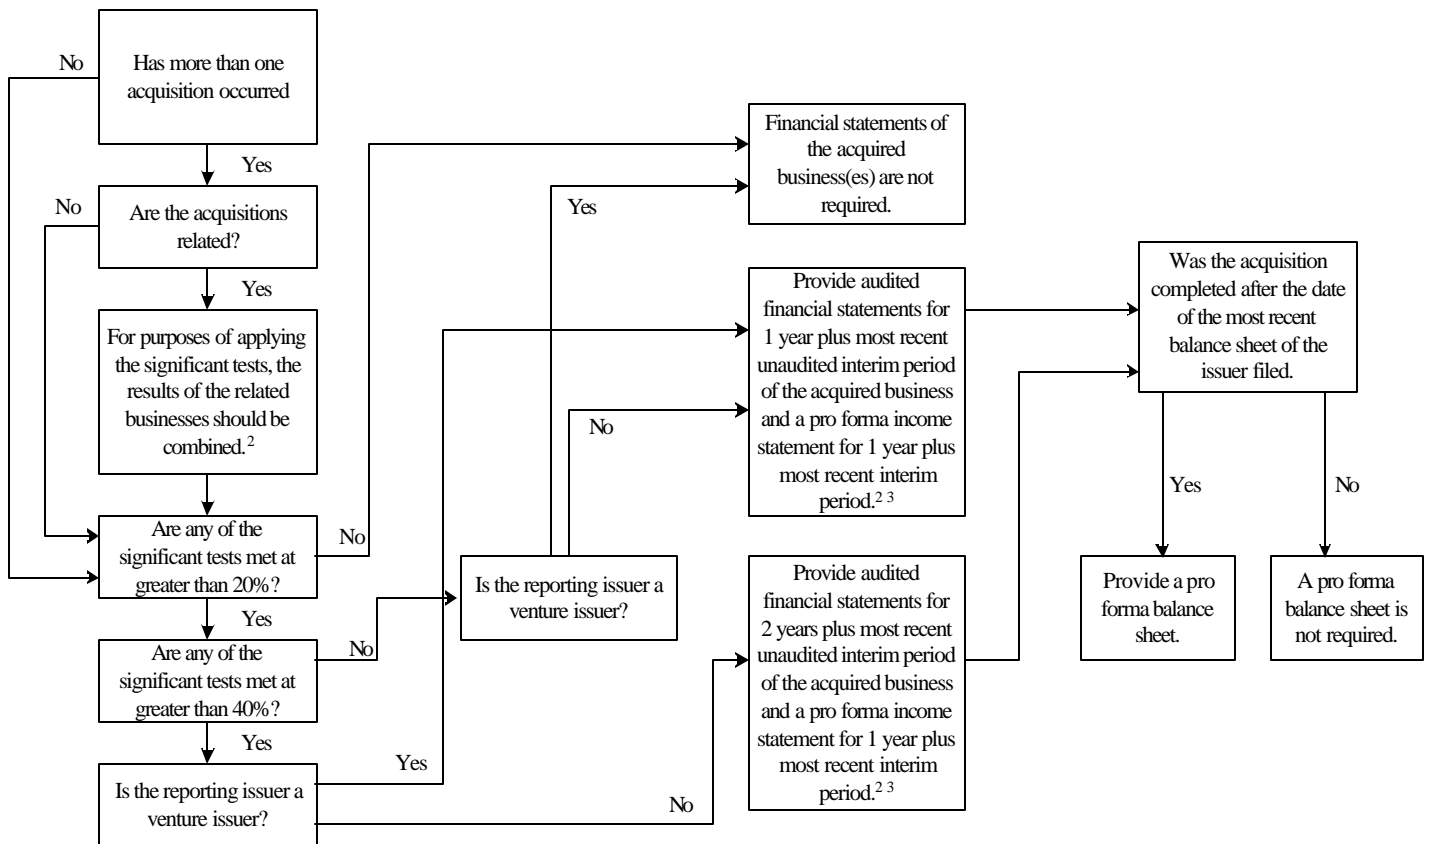 Has more than one
acquisition occurred
No
Yes
Are the acquisitions
related?
No
Yes
For purposes of applying
the significant tests, the
results of the related
businesses should be
combined.2
Are any of the
significant tests met at
greater than 20%?
No
Yes
Are any of the
significant tests met at
greater than 40%?
No
Yes
Is the reporting issuer a
venture issuer?
Yes
No
Is the reporting issuer a
venture issuer?
Yes
No
Financial statements of
the acquired
business(es) are not
required.
Provide audited
financial statements for
1 year plus most recent
unaudited interim period
of the acquired business
and a pro forma income
statement for 1 year plus
most recent interim
period.2 3
Provide audited
financial statements for
2 years plus most recent
unaudited interim period
of the acquired business
and a pro forma income
statement for 1 year plus
most recent interim
period.2 3
Was the acquisition
completed after the date
of the most recent
balance sheet of the
issuer filed.
Yes
No
Provide a pro
forma balance
sheet.
A pro forma
balance sheet is
not required.